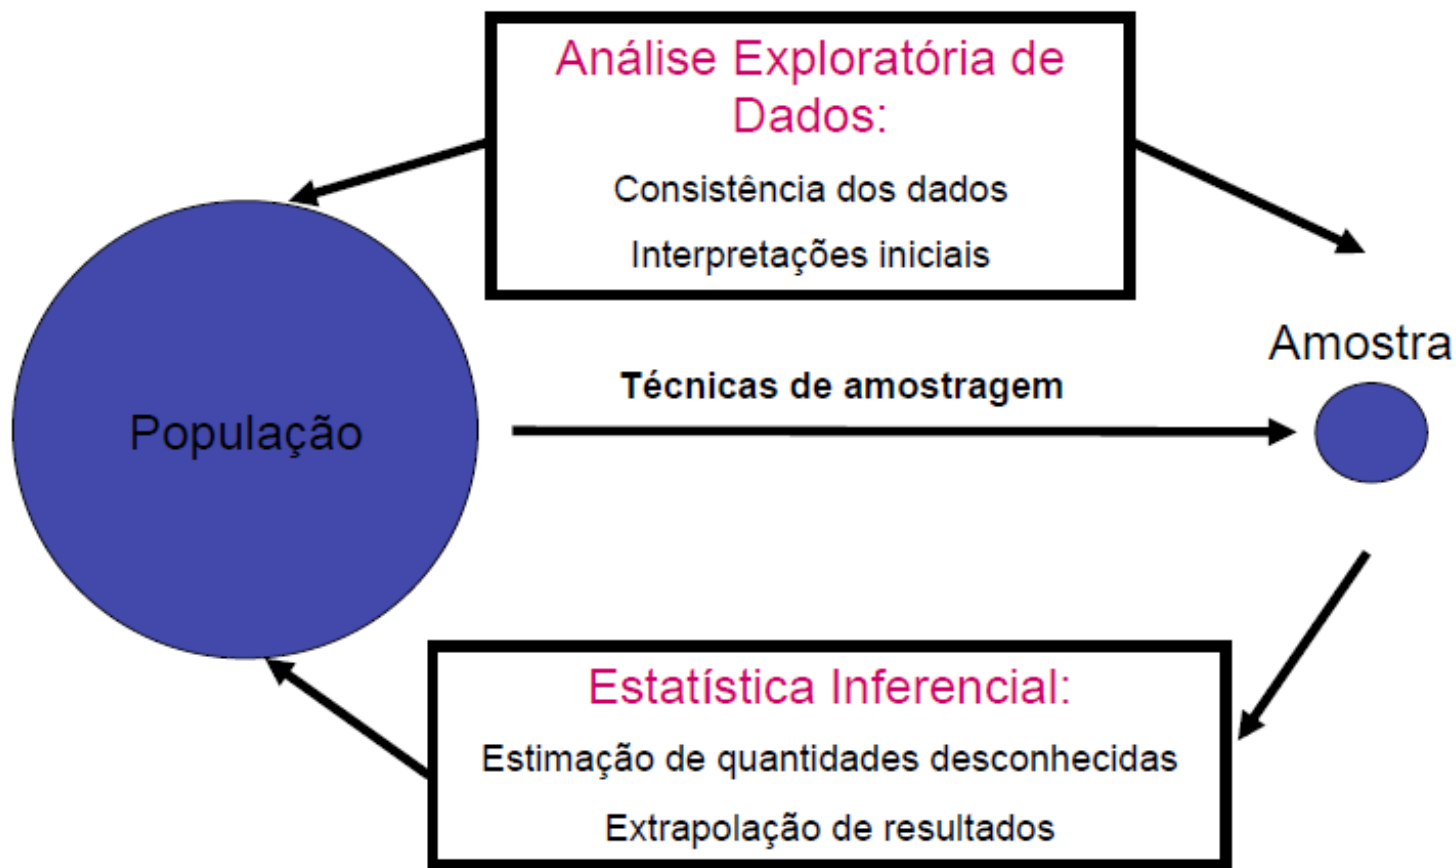 Análise Exploratória de
Dados:
Consistência dos dados
Interpretações iniciais
Amostra
Técnicas de amostragem
População
Estatística Inferencial:
Estimação de quantidades desconhecidas
Extrapolação de resultados